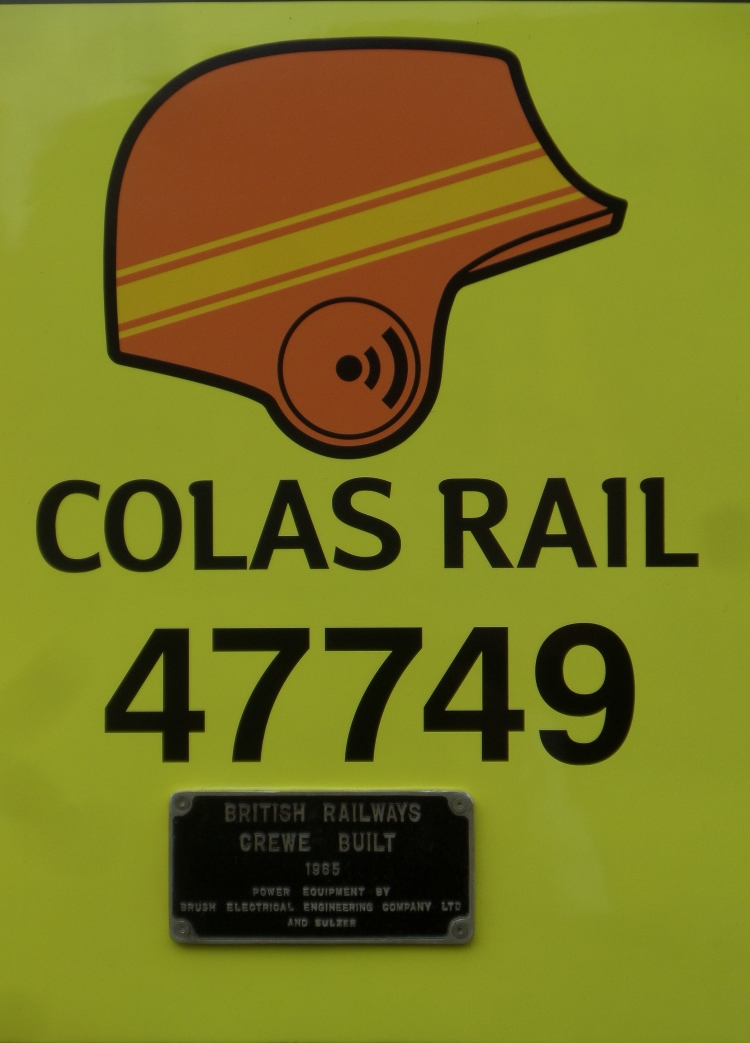 COLAS RAIL
47749
BRITISH RAILWAYS
CREWE BUILT
1965
POWER EQUIPMENT BY
BRUSH ELECTRICAL ENGINEERING COMPANY LTD
AND SULZER